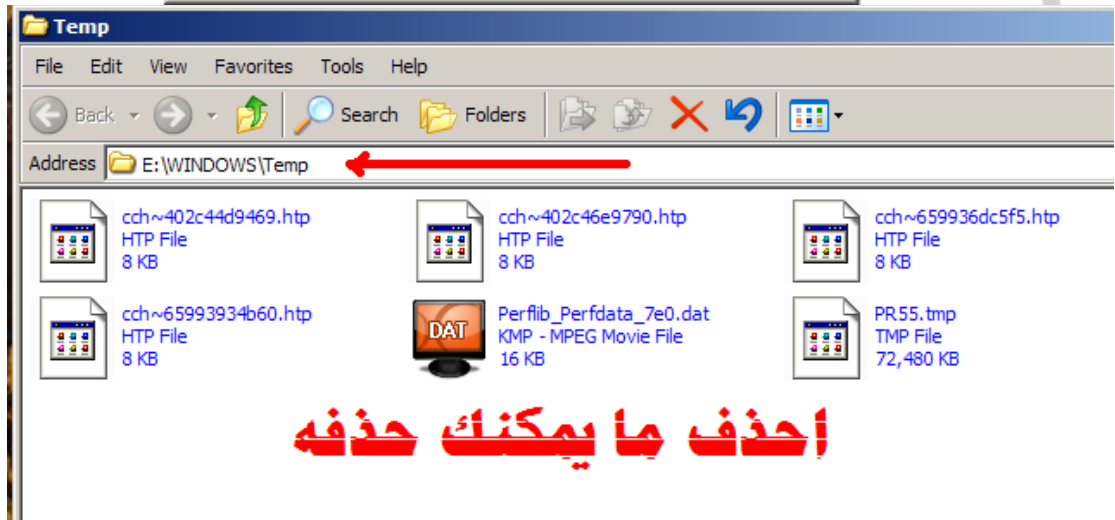 Temp
File Edit View Favorites Tools Help
Back Search Folders
Address E:\WINDOWS\Temp
cch~402c44d9469.htp
HTP File
8 KB
cch~402c46e9790.htp
HTP File
8 KB
cch~659936dc5f5.htp
HTP File
8 KB
cch~65993934b60.htp
HTP File
8 KB
DAT
Perflib_Perfdata_7e0.dat
KMP - MPEG Movie File
16 KB
PR55.tmp
TMP File
72,480 KB
احذف ما يمكنك حذفه